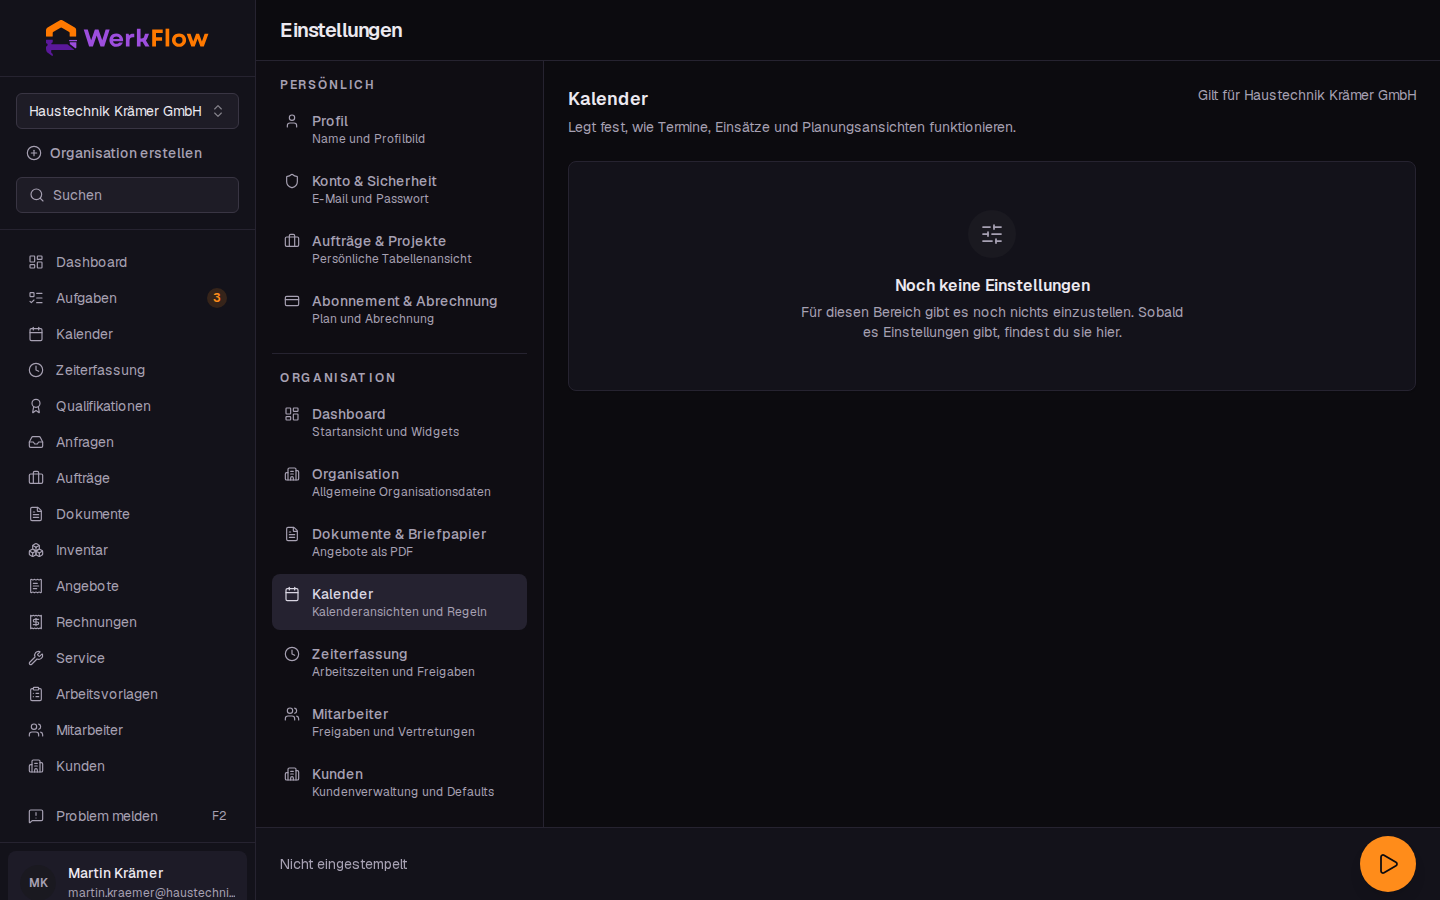 WerkFlow
Haustechnik Krämer GmbH
Organisation erstellen
Suchen
Dashboard
Aufgaben 3
Kalender
Zeiterfassung
Qualifikationen
Anfragen
Aufträge
Dokumente
Inventar
Angebote
Rechnungen
Service
Arbeitsvorlagen
Mitarbeiter
Kunden
Problem melden F2
MK
Martin Krämer
martin.kraemer@haustechni...
Einstellungen
PERSÖNLICH
Profil
Name und Profilbild
Konto & Sicherheit
E-Mail und Passwort
Aufträge & Projekte
Persönliche Tabellenansicht
Abonnement & Abrechnung
Plan und Abrechnung
ORGANISATION
Dashboard
Startansicht und Widgets
Organisation
Allgemeine Organisationsdaten
Dokumente & Briefpapier
Angebote als PDF
Kalender
Kalenderansichten und Regeln
Zeiterfassung
Arbeitszeiten und Freigaben
Mitarbeiter
Freigaben und Vertretungen
Kunden
Kundenverwaltung und Defaults
Kalender
Gilt für Haustechnik Krämer GmbH
Legt fest, wie Termine, Einsätze und Planungsansichten funktionieren.
Noch keine Einstellungen
Für diesen Bereich gibt es noch nichts einzustellen. Sobald
es Einstellungen gibt, findest du sie hier.
Nicht eingestempelt